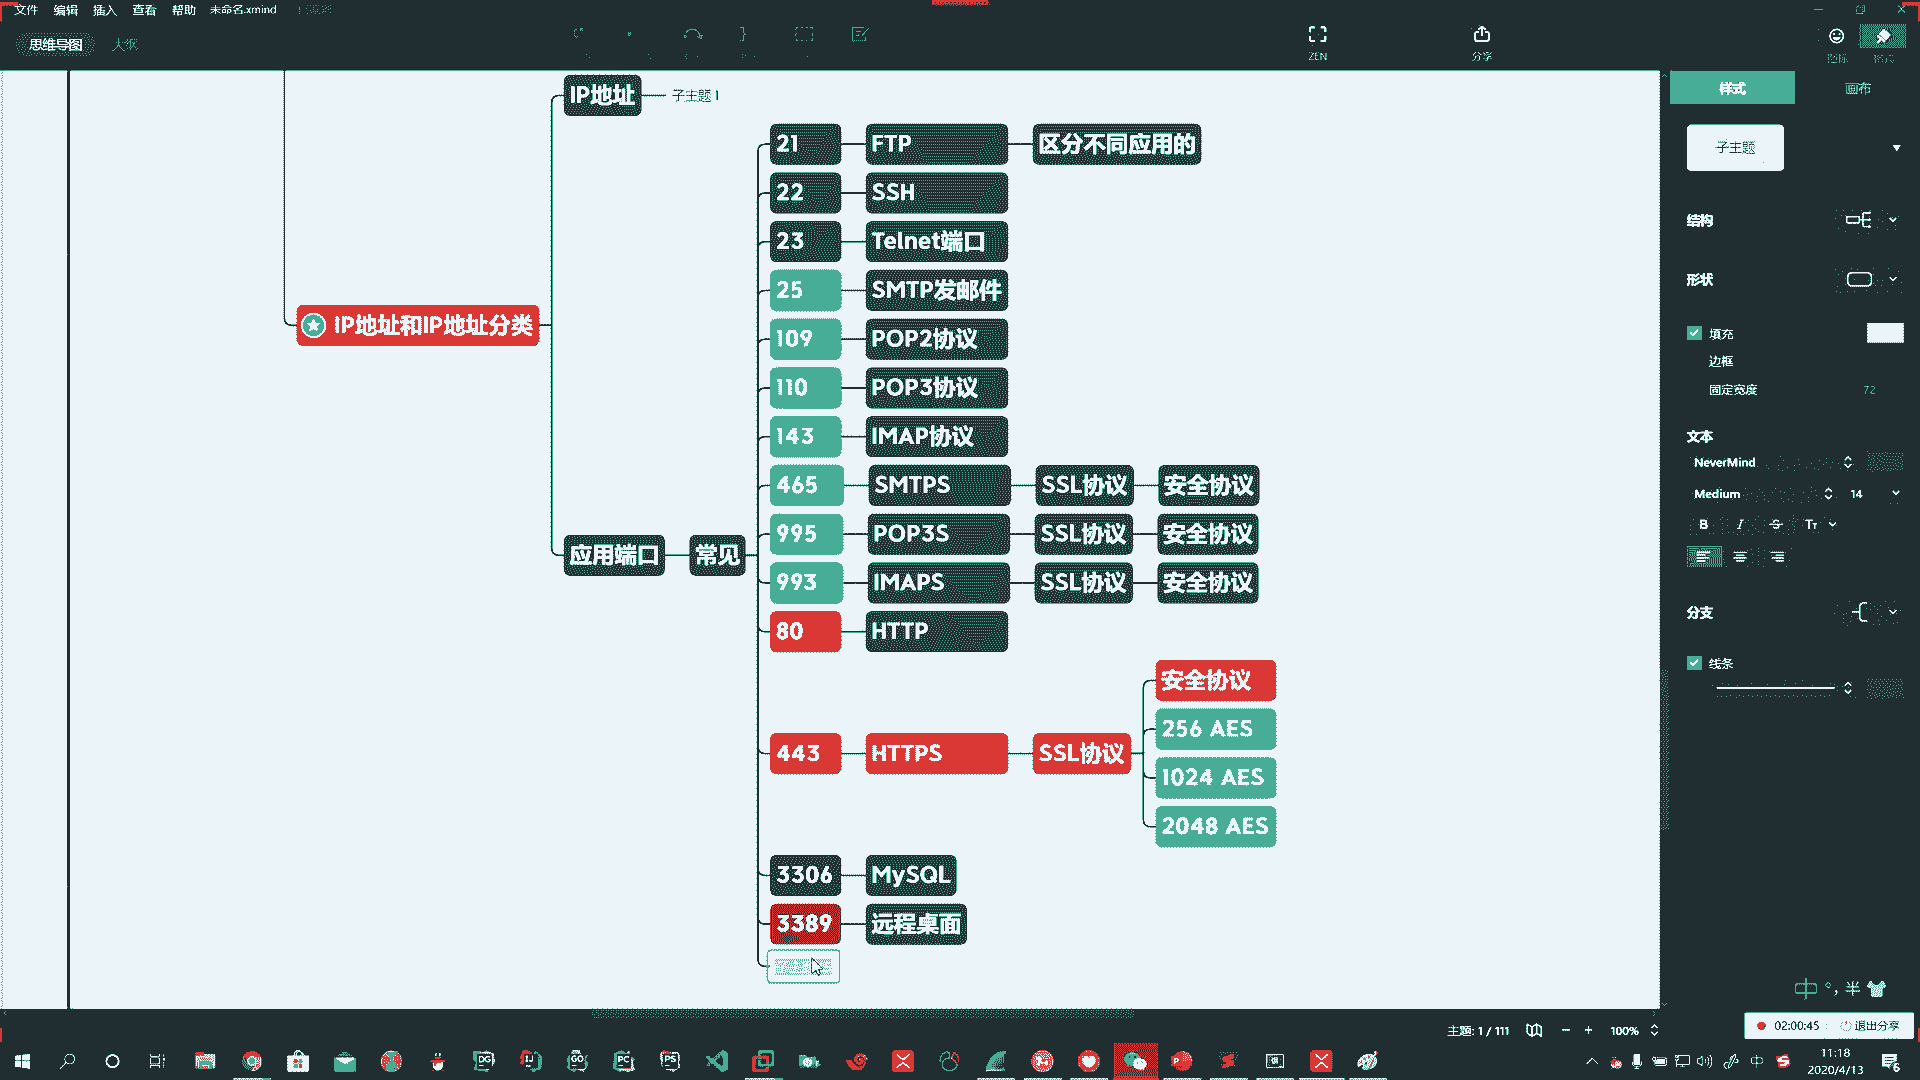 文件 编辑 插入 查看 帮助 未命名.xmind
思维导图 大纲
ZEN 分享
样式 画布
IP地址 子主题 1
21 FTP 区分不同应用的
22 SSH
23 Telnet端口
25 SMTP发邮件
109 POP2协议
110 POP3协议
143 IMAP协议
465 SMTPS SSL协议 安全协议
995 POP3S SSL协议 安全协议
993 IMAPS SSL协议 安全协议
80 HTTP
443 HTTPS SSL协议
安全协议
256 AES
1024 AES
2048 AES
3306 MySQL
3389 远程桌面
IP地址和IP地址分类
应用端口 常见
子主题
结构
形状
填充
边框
固定宽度 72
文本
NeverMind
Medium 14
B I S TT
分支
线条
中 °, 半
主题: 1 / 111 100%
02:00:45 退出分享
DG IJ GO PC PS
中
11:18
2020/4/13
6